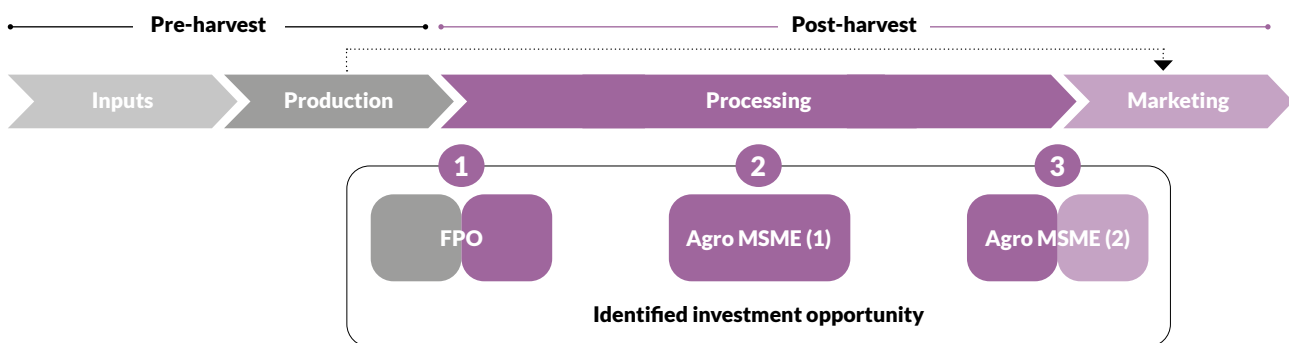 Pre-harvest
Post-harvest
Inputs
Production
Processing
Marketing
1
2
3
FPO
Agro MSME (1)
Agro MSME (2)
Identified investment opportunity